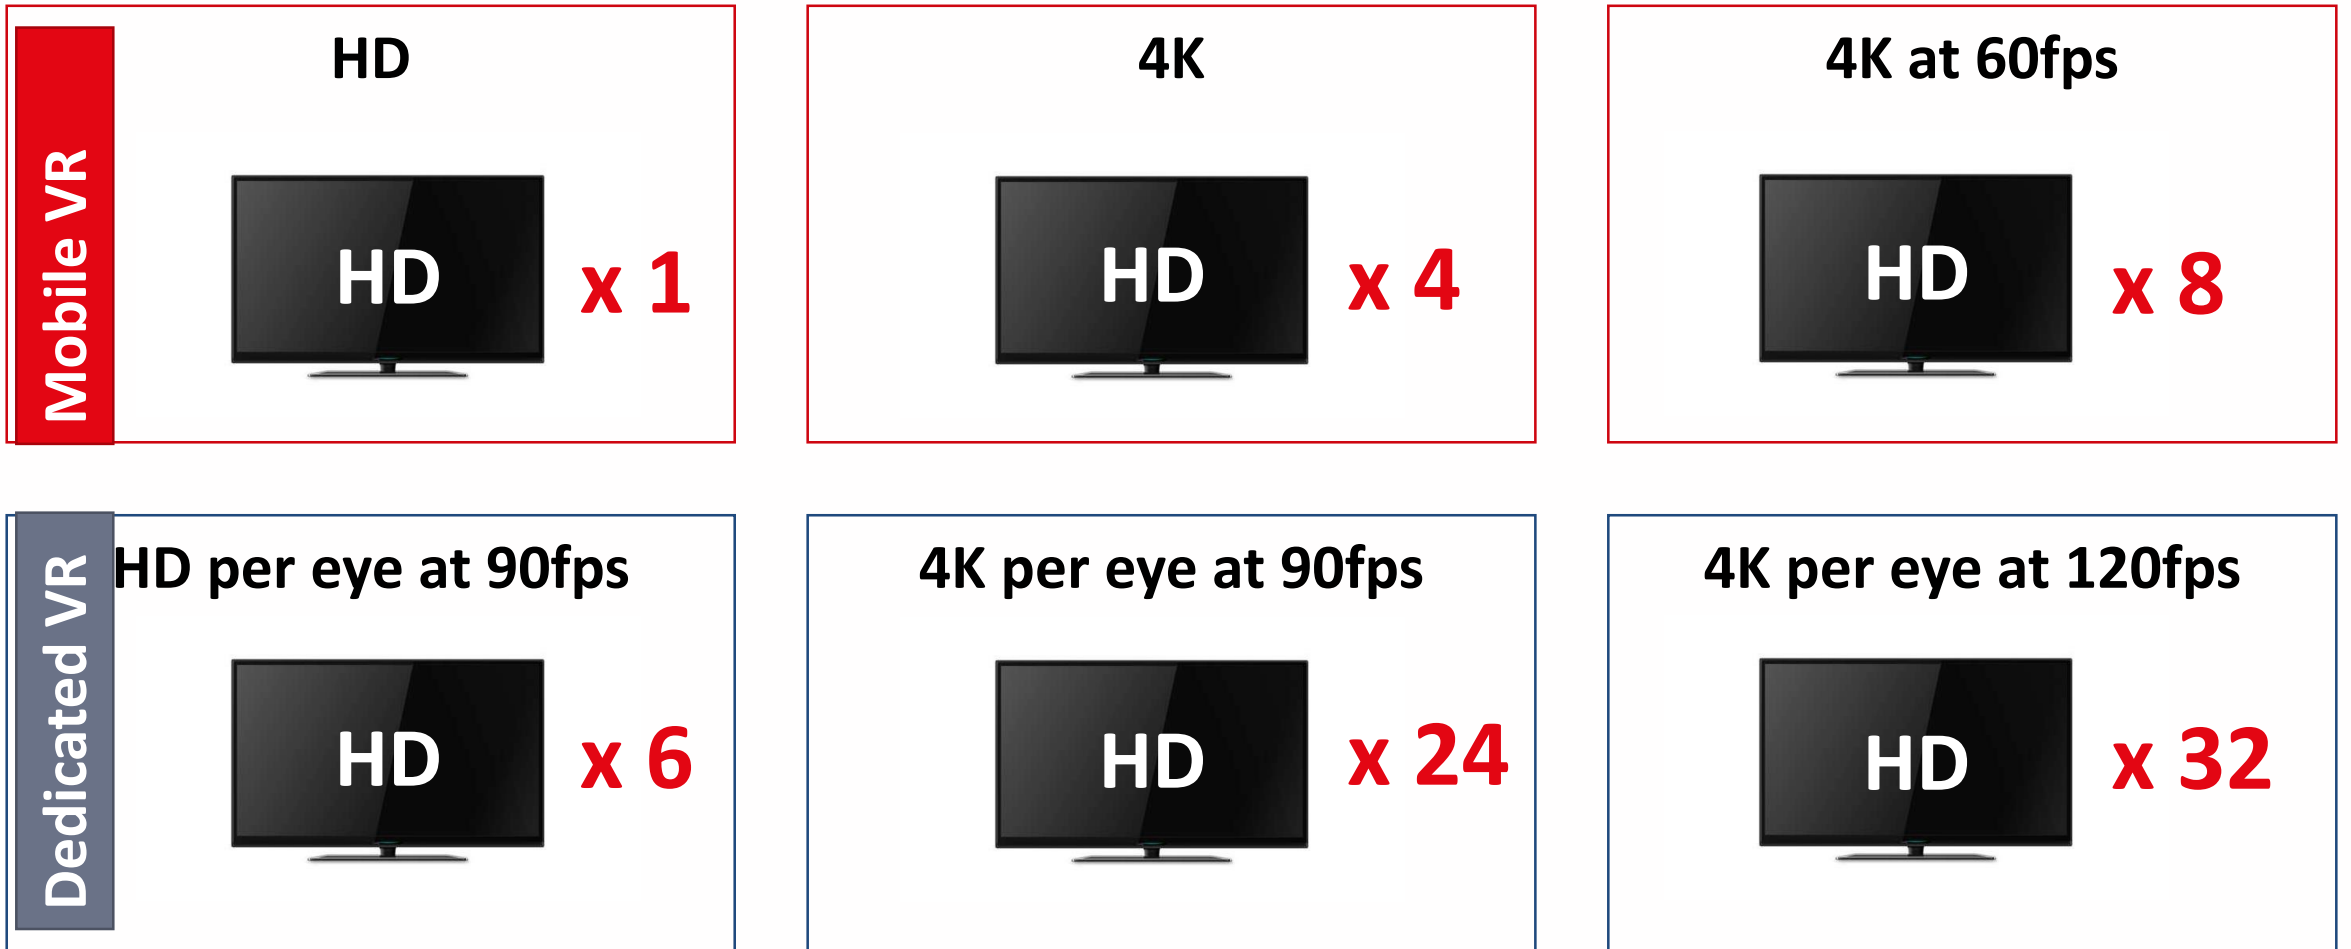 Mobile VR
HD
HD
x 1
4K
HD
x 4
4K at 60fps
HD
x 8
Dedicated VR
HD per eye at 90fps
HD
x 6
4K per eye at 90fps
HD
x 24
4K per eye at 120fps
HD
x 32